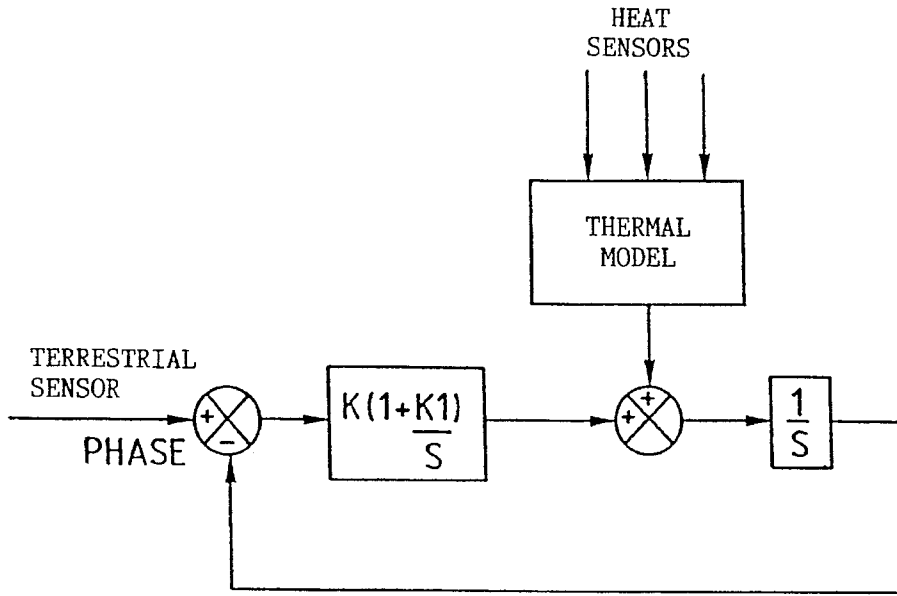 HEAT
SENSORS
THERMAL
MODEL
TERRESTRIAL
SENSOR
PHASE
+
-
K(1+K1)
S
+
+
1
S